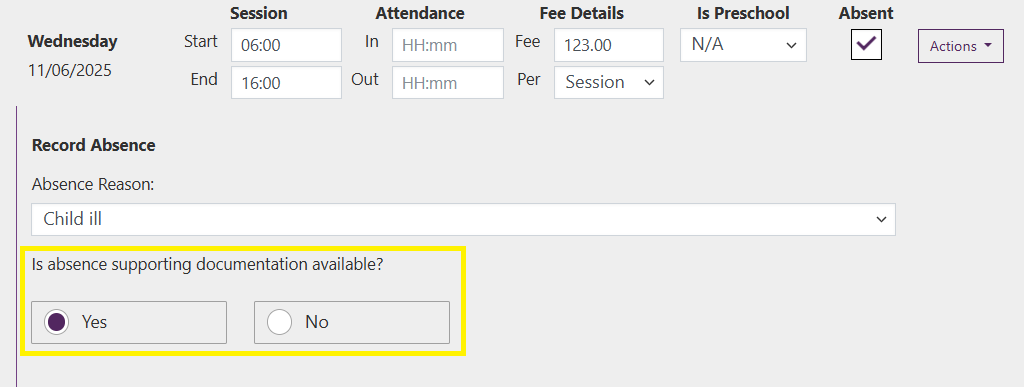 Session Attendance Fee Details Is Preschool Absent
Wednesday Start 06:00 In HH:mm Fee 123.00 N/A Actions
11/06/2025 End 16:00 Out HH:mm Per Session
Record Absence
Absence Reason:
Child ill
Is absence supporting documentation available?
Yes No